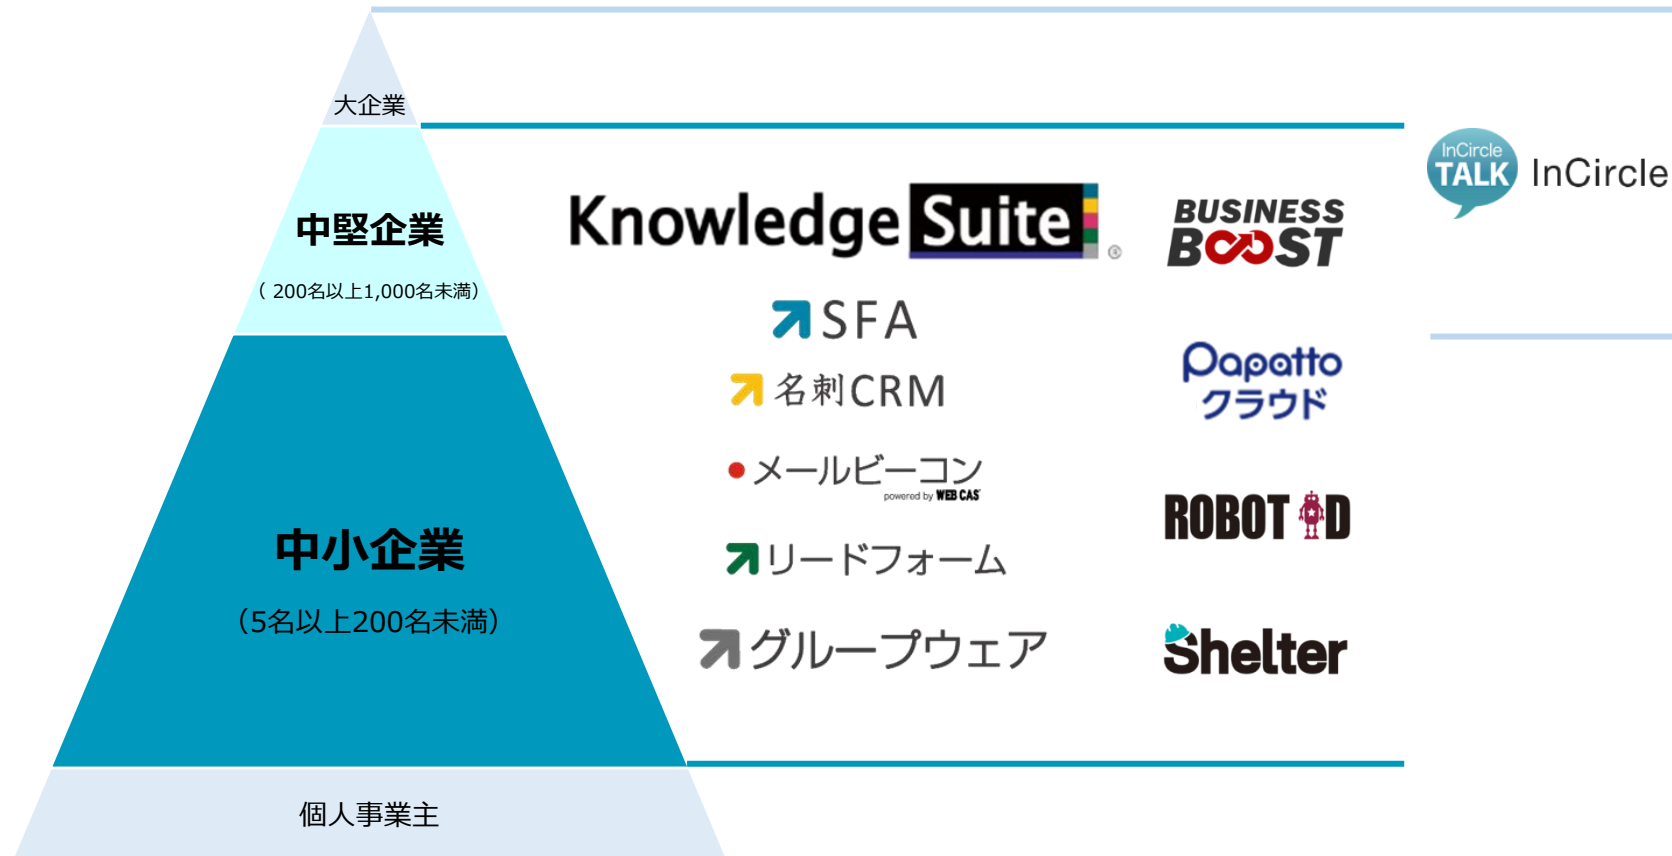 大企業
中堅企業
（ 200名以上1,000名未満）
中小企業
（5名以上200名未満）
個人事業主
Knowledge Suite ®
SFA
名刺CRM
メールビーコン
powered by WEB CAS
リードフォーム
グループウェア
BUSINESS
BOOST
Papatto
クラウド
ROBOT ID
Shelter
InCircle
TALK
InCircle